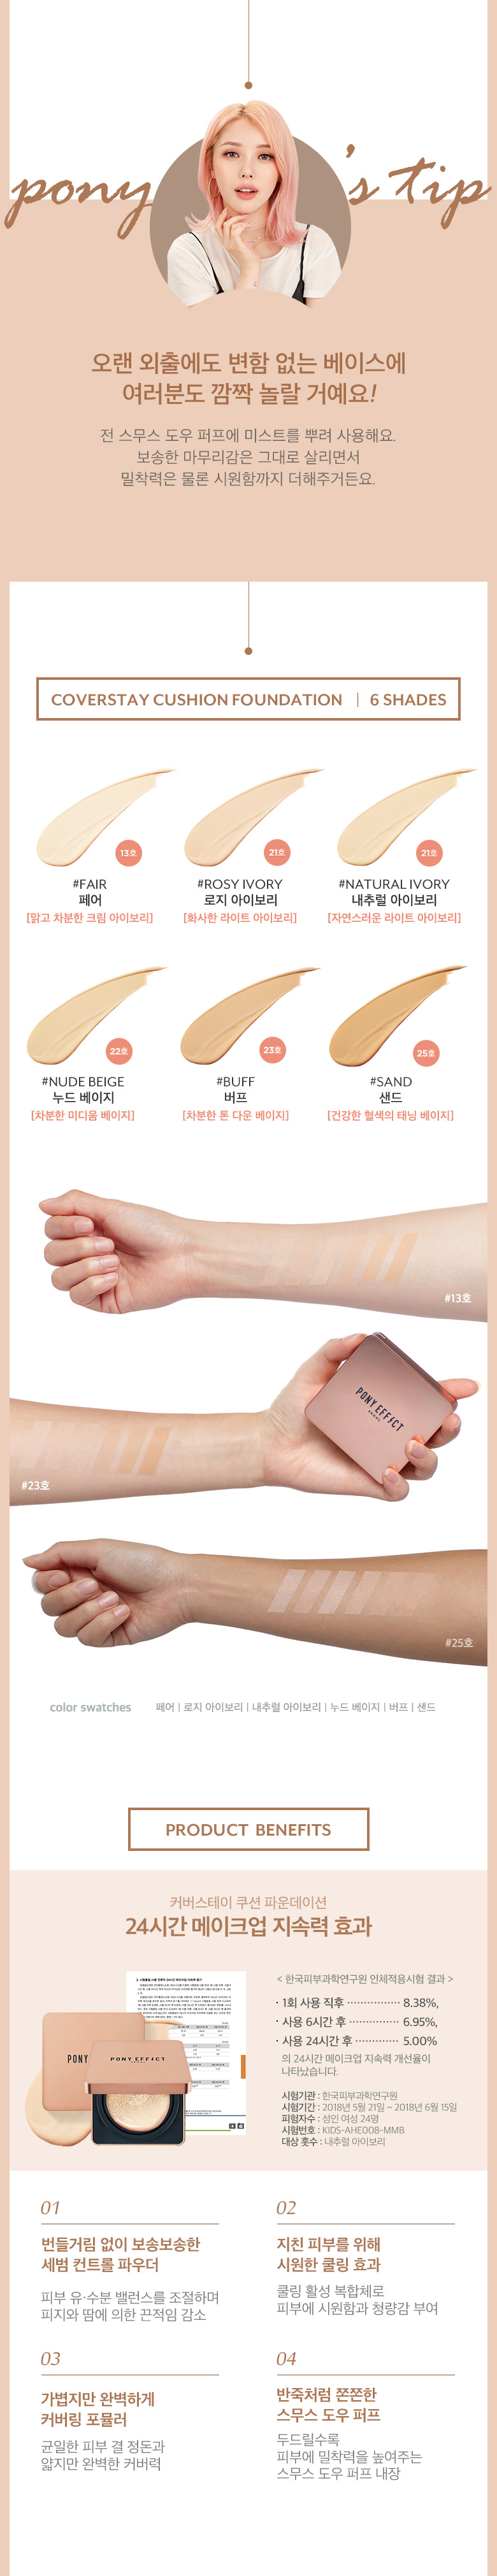 pony's tip
오랜 외출에도 변함 없는 베이스에
여러분도 깜짝 놀랄 거예요!
전 스무스 도우 퍼프에 미스트를 뿌려 사용해요.
보송한 마무리감은 그대로 살리면서
밀착력은 물론 시원함까지 더해주거든요.
COVERSTAY CUSHION FOUNDATION | 6 SHADES
13호 21호 21호
#FAIR #ROSY IVORY #NATURAL IVORY
페어 로지 아이보리 내추럴 아이보리
[맑고 차분한 크림 아이보리] [화사한 라이트 아이보리] [자연스러운 라이트 아이보리]
22호 23호 25호
#NUDE BEIGE #BUFF #SAND
누드 베이지 버프 샌드
[차분한 미디움 베이지] [차분한 톤 다운 베이지] [건강한 혈색의 태닝 베이지]
#13호
PONY EFFECT
SEOUL
#23호
#25호
color swatches 페어 | 로지 아이보리 | 내추럴 아이보리 | 누드 베이지 | 버프 | 샌드
PRODUCT BENEFITS
커버스테이 쿠션 파운데이션
24시간 메이크업 지속력 효과
< 한국피부과학연구원 인체적용시험 결과 >
· 1회 사용 직후 ·············· 8.38%,
· 사용 6시간 후 ·············· 6.95%,
· 사용 24시간 후 ············ 5.00%
의 24시간 메이크업 지속력 개선율이
나타났습니다.
시험기관 : 한국피부과학연구원
시험기간 : 2018년 5월 21일 ~ 2018년 6월 15일
피험자수 : 성인 여성 24명
시험번호 : KIDS-AHE008-MMB
대상 홋수 : 내추럴 아이보리
PONY
PONY EFFECT
01
번들거림 없이 보송보송한
세범 컨트롤 파우더
피부 유·수분 밸런스를 조절하며
피지와 땀에 의한 끈적임 감소
02
지친 피부를 위해
시원한 쿨링 효과
쿨링 활성 복합체로
피부에 시원함과 청량감 부여
03
가볍지만 완벽하게
커버링 포뮬러
균일한 피부 결 정돈과
얇지만 완벽한 커버력
04
반죽처럼 쫀쫀한
스무스 도우 퍼프
두드릴수록
피부에 밀착력을 높여주는
스무스 도우 퍼프 내장